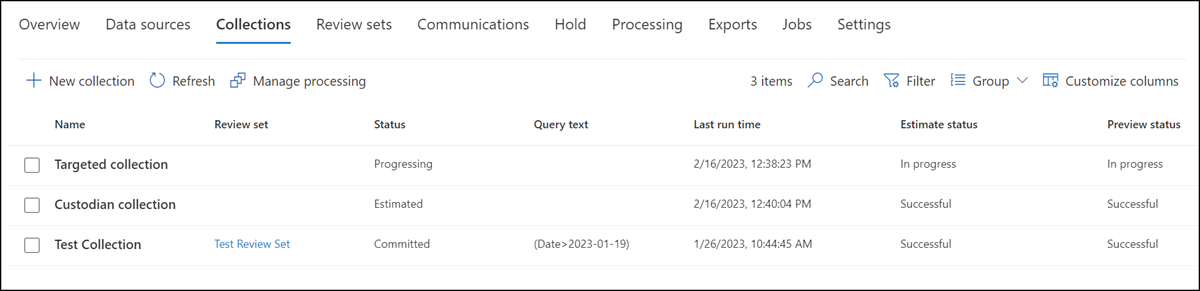 Overview Data sources Collections Review sets Communications Hold Processing Exports Jobs Settings
New collection Refresh Manage processing 3 items Search Filter Group Customize columns
Name Review set Status Query text Last run time Estimate status Preview status
Targeted collection Progressing 2/16/2023, 12:38:23 PM In progress In progress
Custodian collection Estimated 2/16/2023, 12:40:04 PM Successful Successful
Test Collection Test Review Set Committed (Date>2023-01-19) 1/26/2023, 10:44:45 AM Successful Successful